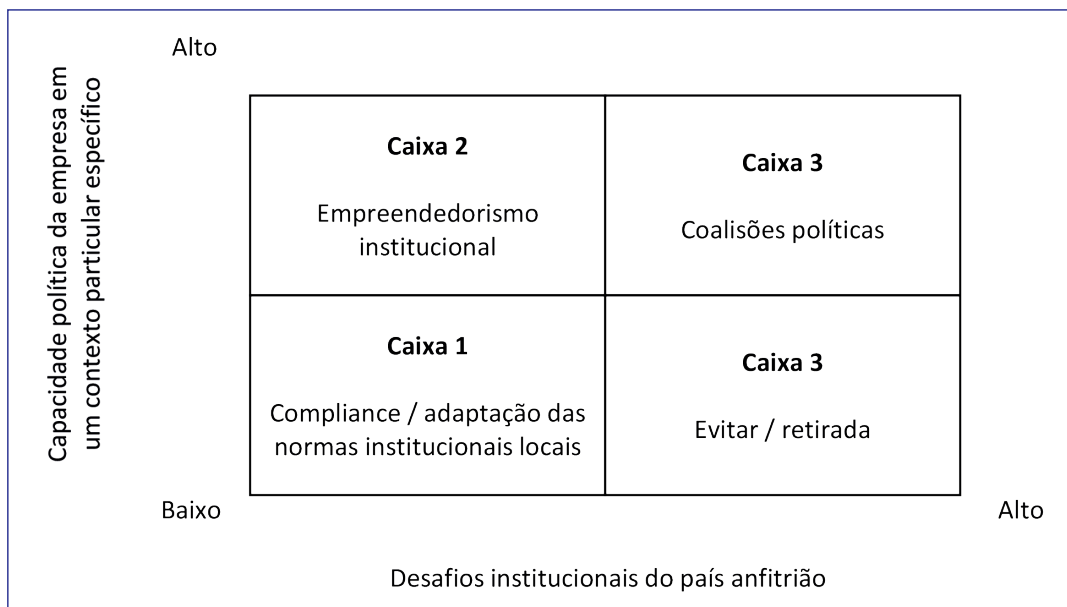 Alto
Capacidade política da empresa em
um contexto particular específico
Caixa 2
Empreendedorismo
institucional
Caixa 3
Coalisões políticas
Caixa 1
Compliance / adaptação das
normas institucionais locais
Caixa 3
Evitar / retirada
Baixo
Alto
Desafios institucionais do país anfitrião